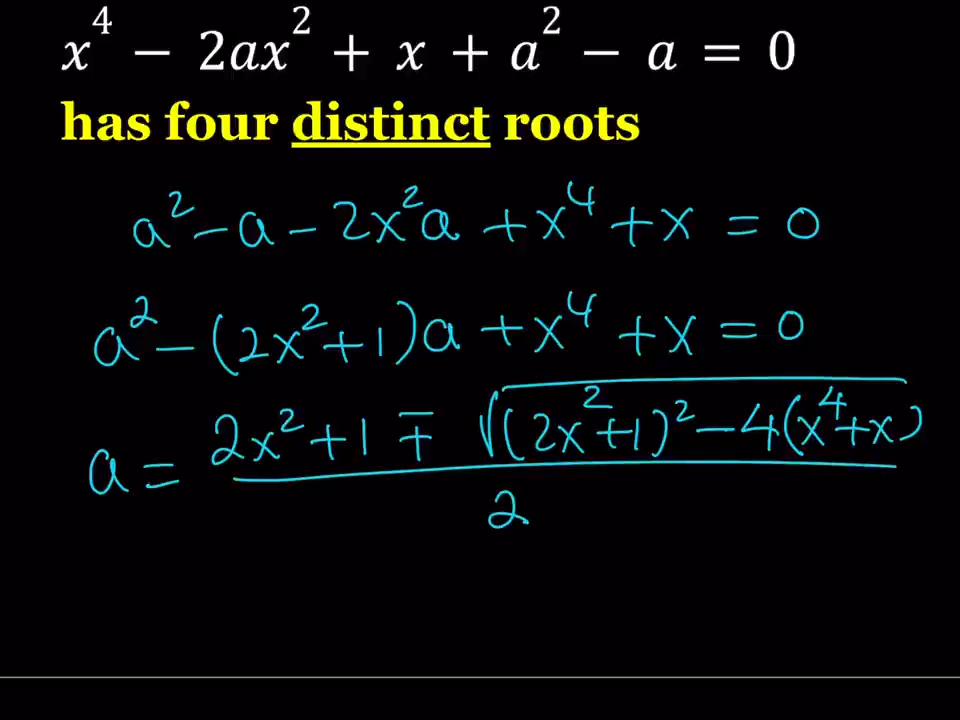 x⁴ − 2ax² + x + a² − a = 0
has four distinct roots
a² − a − 2x²a + x⁴ + x = 0
a² − (2x² + 1)a + x⁴ + x = 0
a = (2x² + 1 ∓ √((2x² + 1)² − 4(x⁴ + x))) / 2